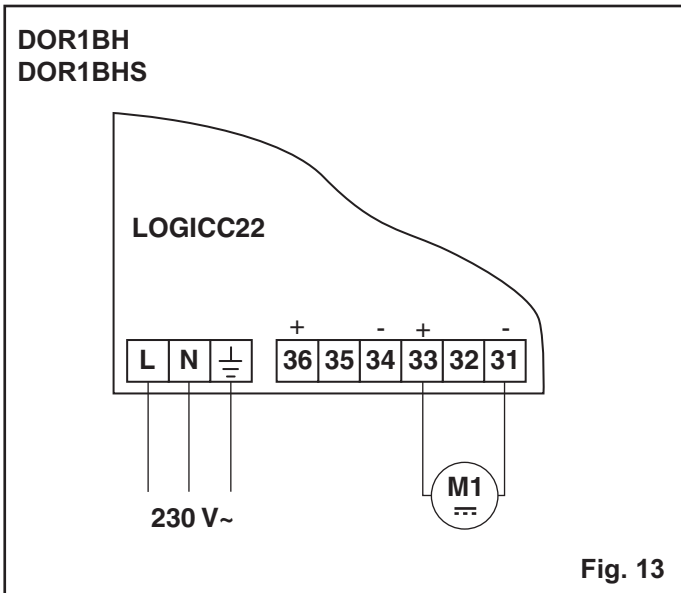 DOR1BH
DOR1BHS
LOGICC22
+ - + -
L N 36 35 34 33 32 31
M1
230 V~
Fig. 13